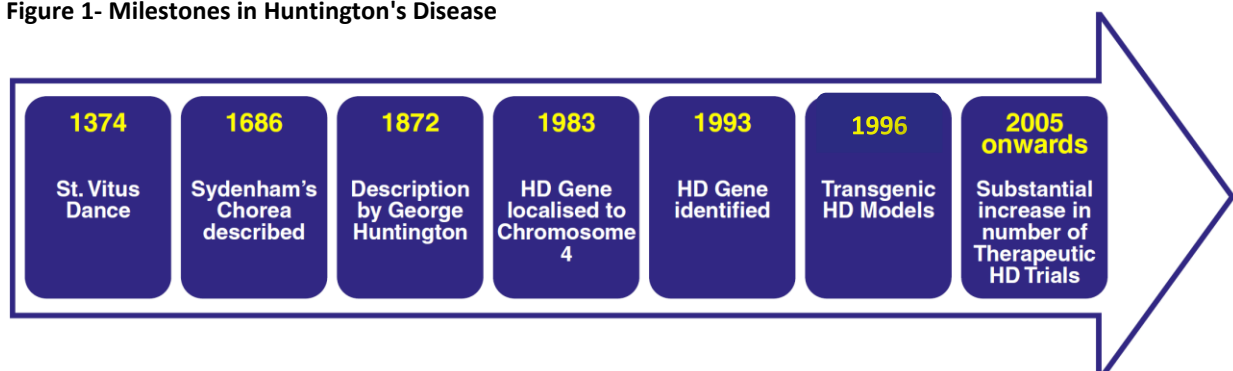 Figure 1- Milestones in Huntington's Disease
1374
St. Vitus
Dance
1686
Sydenham's
Chorea
described
1872
Description
by George
Huntington
1983
HD Gene
localised to
Chromosome
4
1993
HD Gene
identified
1996
Transgenic
HD Models
2005
onwards
Substantial
increase in
number of
Therapeutic
HD Trials